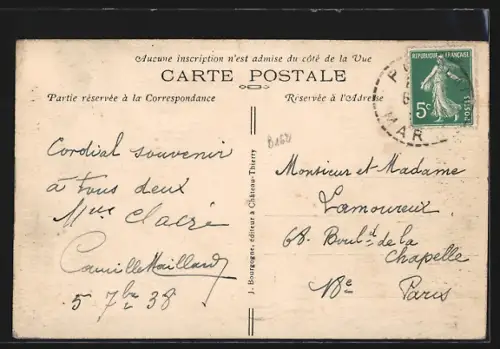 Aucune inscription n'est admise du côté de la Vue
CARTE POSTALE
Partie réservée à la Correspondance
Réservée à l'Adresse
REPUBLIQUE FRANÇAISE
5c
POSTES
MAR
B162
Cordial souvenir
à tous deux
Camille Maillard
5 7bre 38
J. Bourgogne, éditeur à Château-Thierry
Monsieur et Madame
Lamoureux
68 Boul.d de la
Chapelle
18e Paris